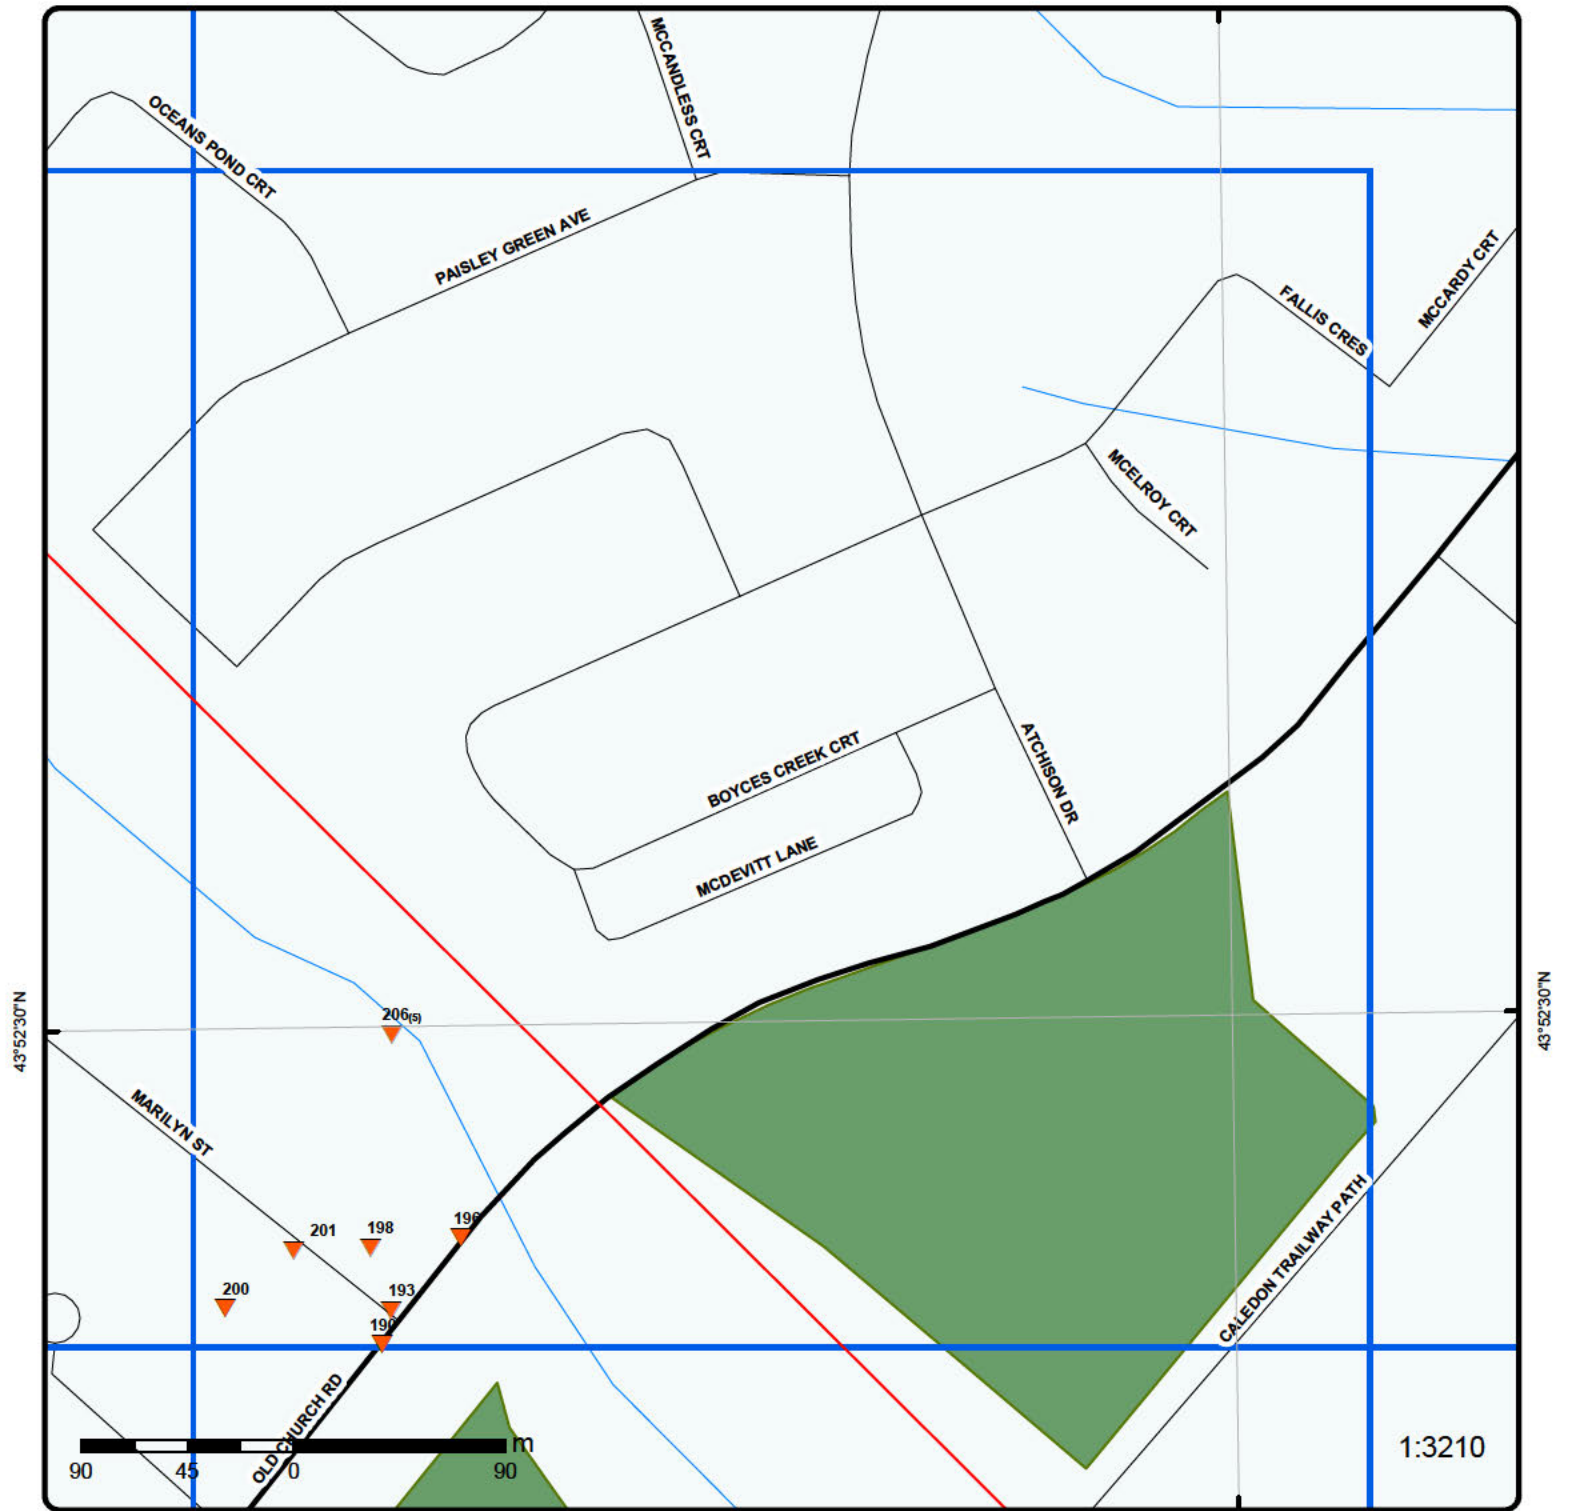 MCCANDLESS CRT
OCEANS POND CRT
PAISLEY GREEN AVE
MCCARDY CRT
FALLIS CRES
MCELROY CRT
BOYCES CREEK CRT
ATCHISON DR
MCDEVITT LANE
43°52'30"N
43°52'30"N
206(5)
MARILYN ST
196
198
201
CALEDON TRAILWAY PATH
200
193
190
OLD CHURCH RD
m
1:3210
90 45 0 90